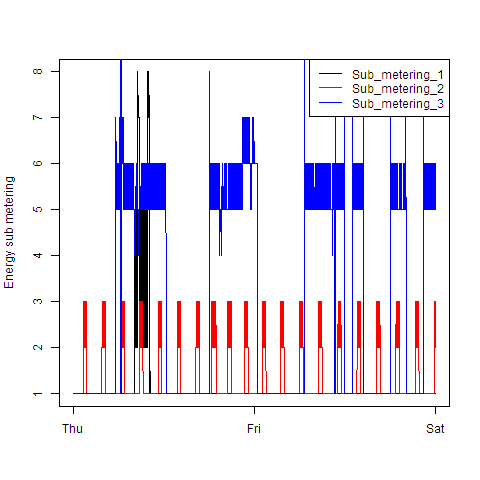 Sub_metering_1
Sub_metering_2
Sub_metering_3
Energy sub metering
8
7
6
5
4
3
2
1
Thu Fri Sat